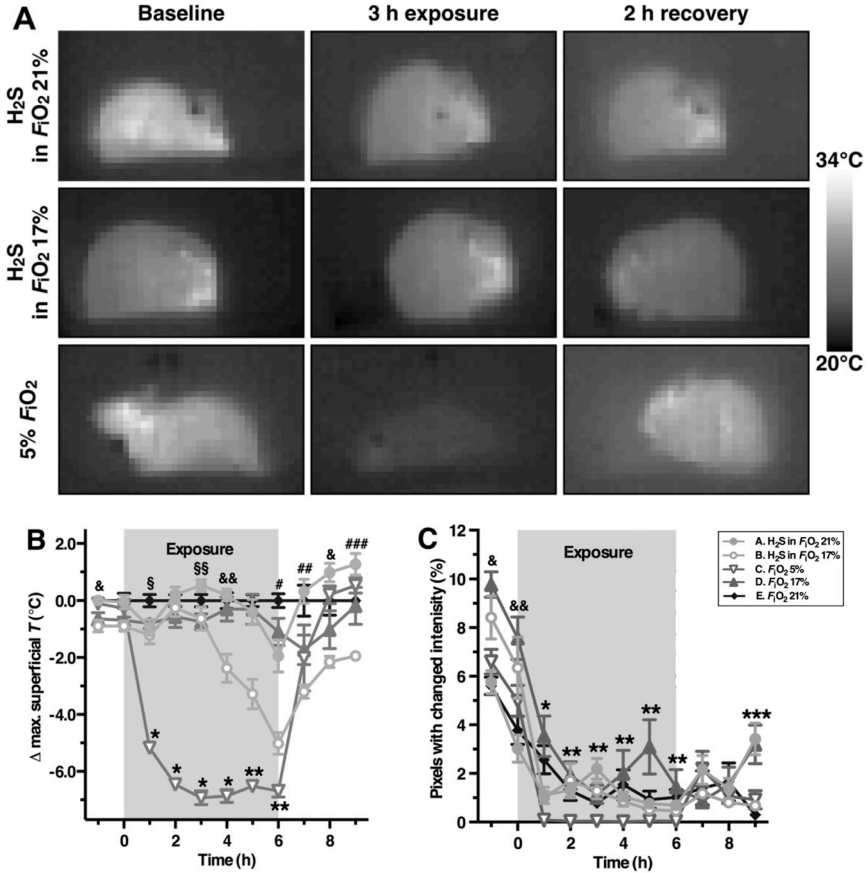 A
Baseline
3 h exposure
2 h recovery
H₂S
in FᵢO₂ 21%
H₂S
in FᵢO₂ 17%
5% FᵢO₂
34°C
20°C
B
Exposure
Δ max. superficial T (°C)
2.0
0.0
-2.0
-4.0
-6.0
&
§
§§
&&
#
##
&
###
*
*
*
*
**
**
0
2
4
6
8
Time (h)
C
Exposure
Pixels with changed intenisity (%)
12
10
8
6
4
2
0
&
&&
*
**
**
**
**
**
***
0
2
4
6
8
Time (h)
A. H₂S in FᵢO₂ 21%
B. H₂S in FᵢO₂ 17%
C. FᵢO₂ 5%
D. FᵢO₂ 17%
E. FᵢO₂ 21%